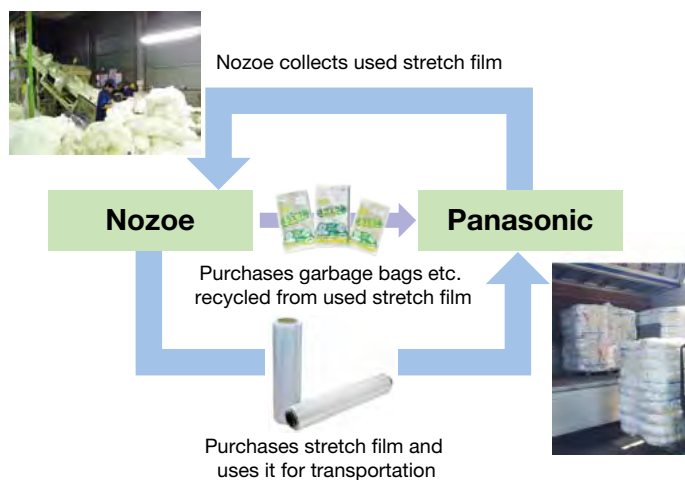 Nozoe collects used stretch film
Nozoe
Panasonic
Purchases garbage bags etc.
recycled from used stretch film
Purchases stretch film and
uses it for transportation